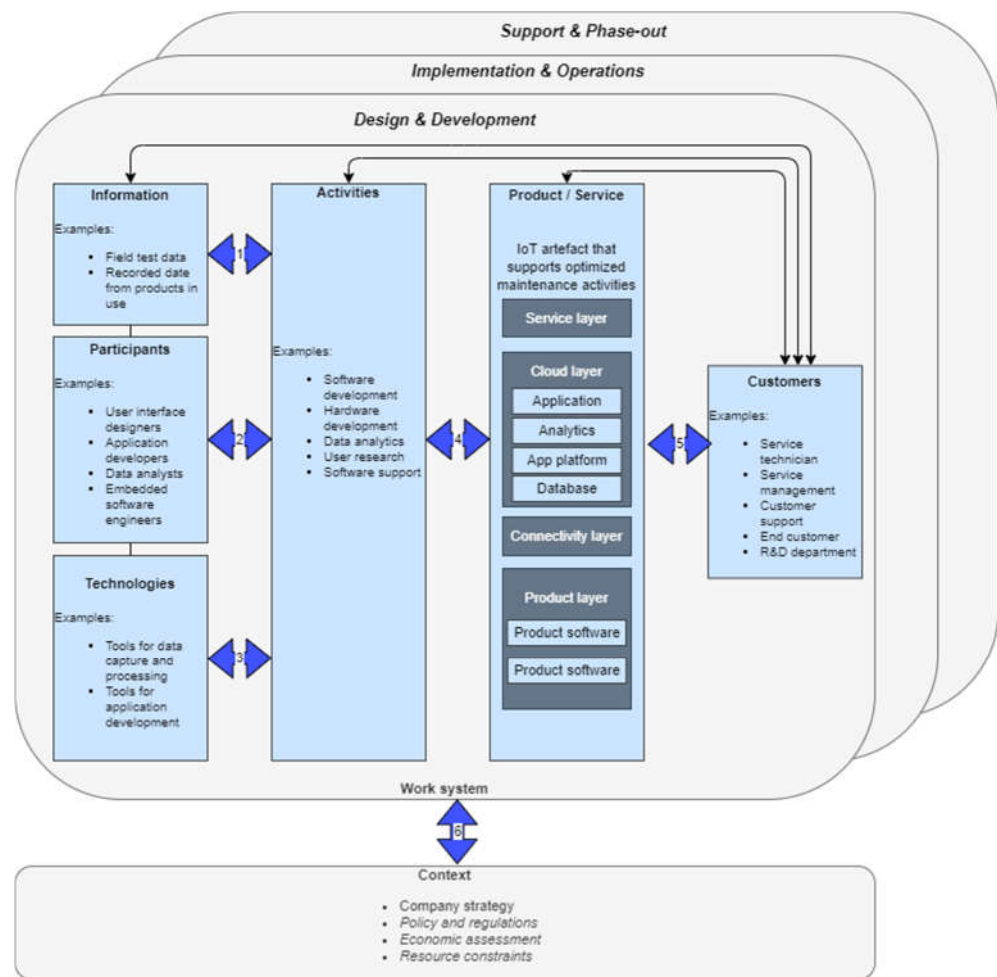 Support & Phase-out
Implementation & Operations
Design & Development
Information
Examples:
▪ Field test data
▪ Recorded date
from products in
use
1
Participants
Examples:
▪ User interface
designers
▪ Application
developers
▪ Data analysts
▪ Embedded
software
engineers
2
Technologies
Examples:
▪ Tools for data
capture and
processing
▪ Tools for
application
development
3
Activities
Examples:
▪ Software
development
▪ Hardware
development
▪ Data analytics
▪ User research
▪ Software support
4
Product / Service
IoT artefact that
supports optimized
maintenance activities
Service layer
Cloud layer
Application
Analytics
App platform
Database
Connectivity layer
Product layer
Product software
Product software
5
Customers
Examples:
▪ Service
technician
▪ Service
management
▪ Customer
support
▪ End customer
▪ R&D department
Work system
6
Context
• Company strategy
• Policy and regulations
• Economic assessment
• Resource constraints